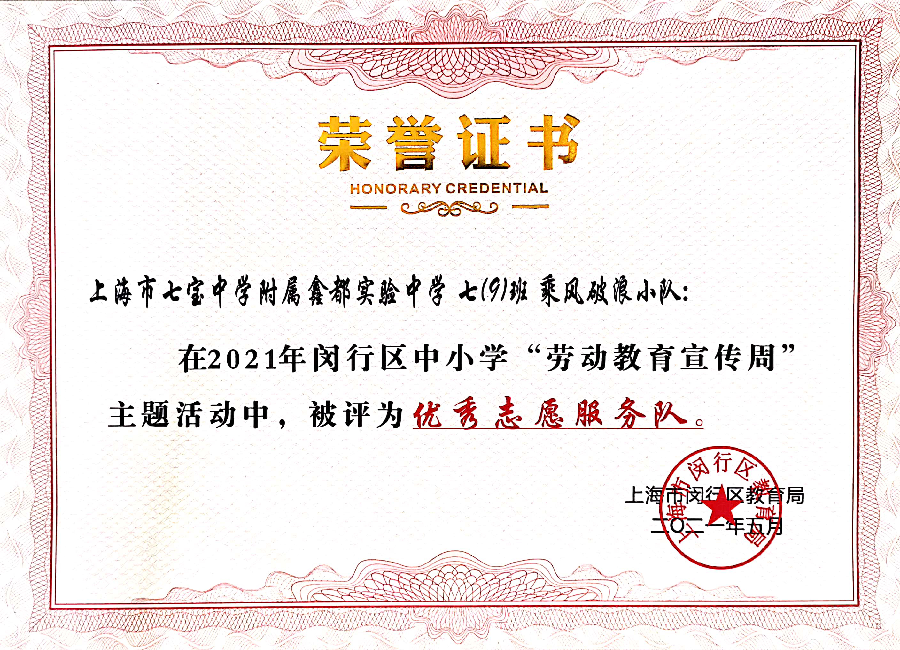 荣誉证书
HONORARY CREDENTIAL
上海市七宝中学附属鑫都实验中学 七(9)班 乘风破浪小队:
在2021年闵行区中小学“劳动教育宣传周”
主题活动中，被评为优秀志愿服务队。
上海市闵行区教育局
二〇二一年五月
上海市闵行区教育局